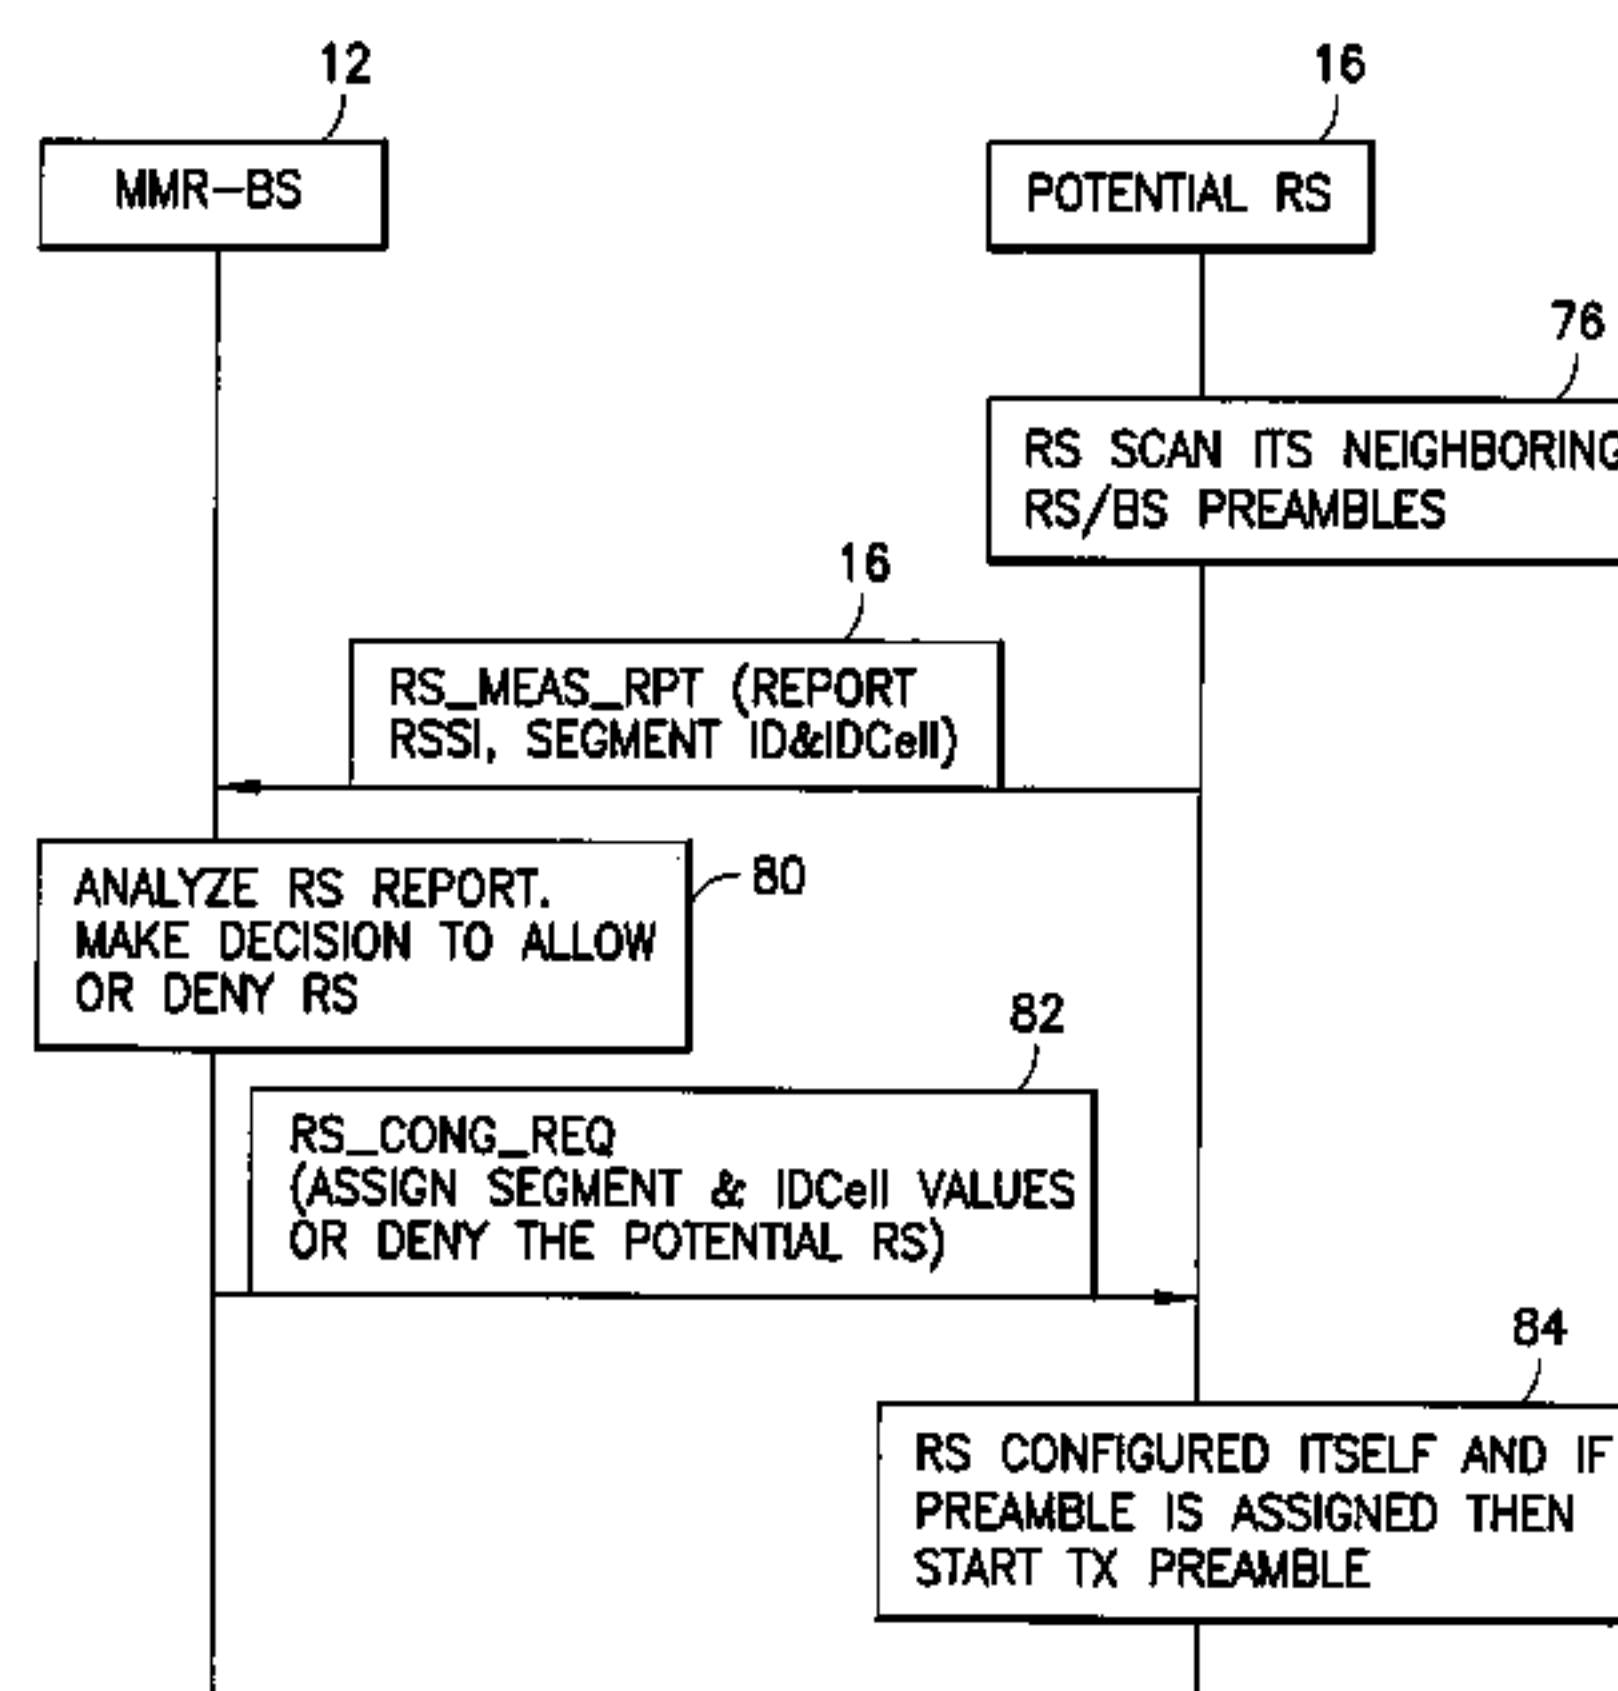 12
16
MMR-BS
POTENTIAL RS
76
RS SCAN ITS NEIGHBORING
RS/BS PREAMBLES
16
RS_MEAS_RPT (REPORT
RSSI, SEGMENT ID&IDCell)
ANALYZE RS REPORT.
MAKE DECISION TO ALLOW
OR DENY RS
80
82
RS_CONG_REQ
(ASSIGN SEGMENT & IDCell VALUES
OR DENY THE POTENTIAL RS)
84
RS CONFIGURED ITSELF AND IF
PREAMBLE IS ASSIGNED THEN
START TX PREAMBLE